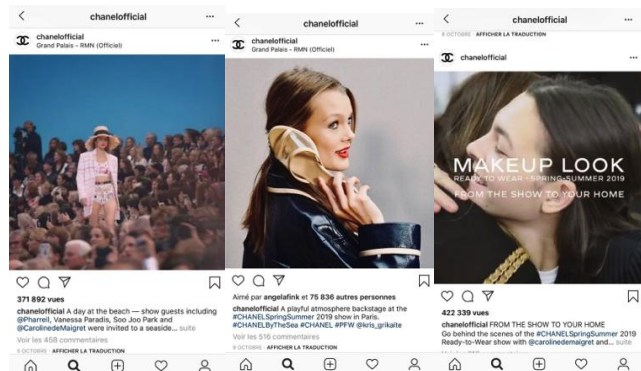 chanelofficial
chanelofficial
Grand Palais - RMN (Officiel)
371 892 vues
chanelofficial A day at the beach — show guests including
@Pharrell, Vanessa Paradis, Soo Joo Park and
@CarolinedeMaigret were invited to a seaside... suite
Voir les 468 commentaires
9 OCTOBRE · AFFICHER LA TRADUCTION
chanelofficial
chanelofficial
Grand Palais - RMN (Officiel)
Aimé par angelafink et 75 836 autres personnes
chanelofficial A playful atmosphere backstage at the
#CHANELSpringSummer 2019 show in Paris.
#CHANELByTheSea #CHANEL #PFW @kris_grikaite
Voir les 516 commentaires
9 OCTOBRE · AFFICHER LA TRADUCTION
chanelofficial
8 OCTOBRE · AFFICHER LA TRADUCTION
chanelofficial
MAKEUP LOOK
READY TO WEAR · SPRING-SUMMER 2019
FROM THE SHOW TO YOUR HOME
422 339 vues
chanelofficial FROM THE SHOW TO YOUR HOME
Go behind the scenes of the #CHANELSpringSummer 2019
Ready-to-Wear show with @carolinedemaigret and... suite